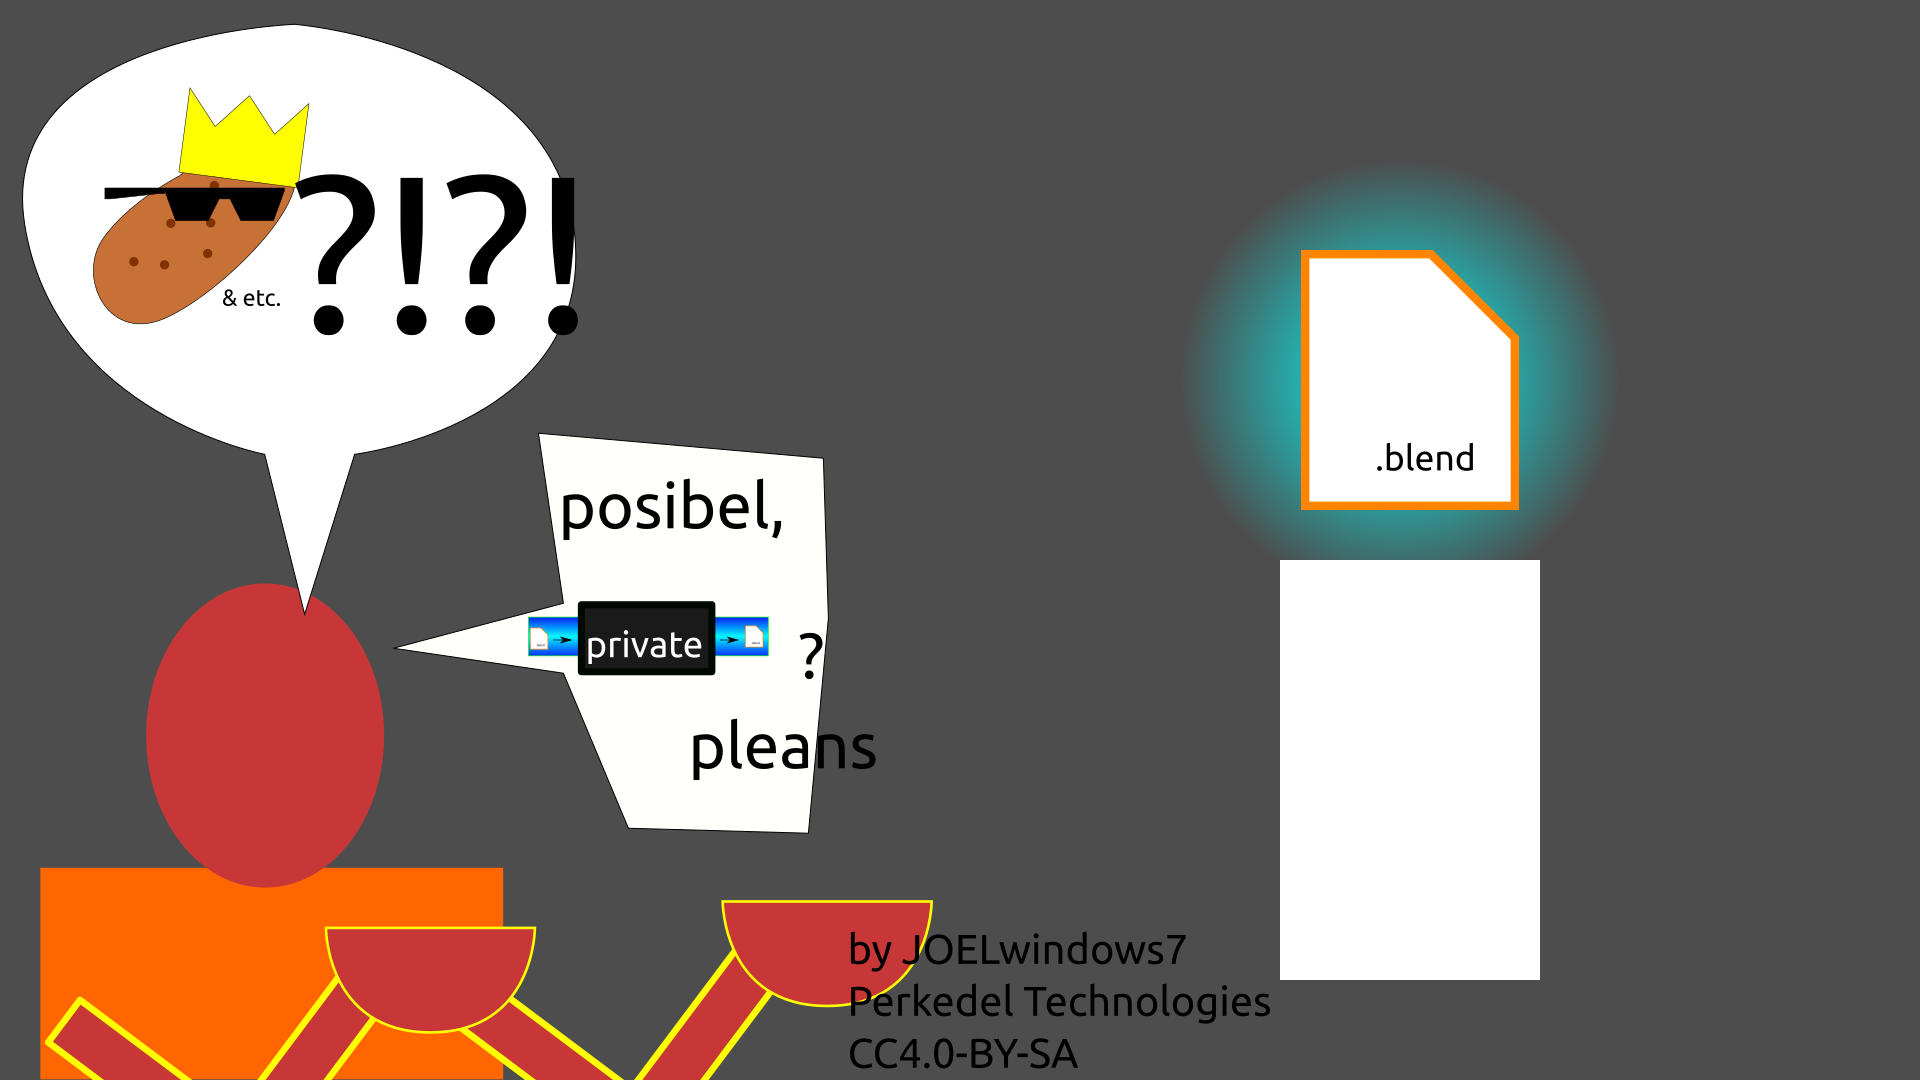 ?!?!
& etc.
.blend
posibel,
private
?
pleans
by JOELwindows7
Perkedel Technologies
CC4.0-BY-SA